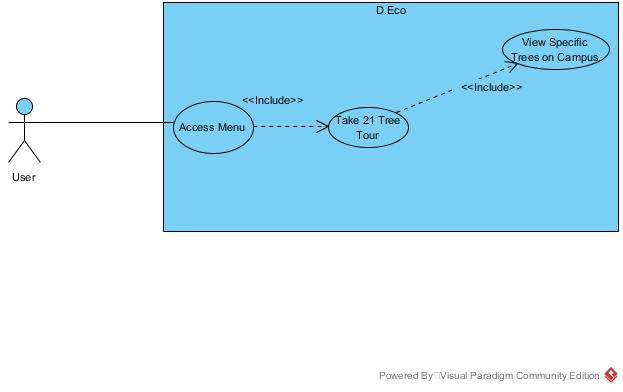 D.Eco
View Specific
Trees on Campus
<<Include>>
<<Include>>
Access Menu
Take 21 Tree
Tour
User
Powered By Visual Paradigm Community Edition